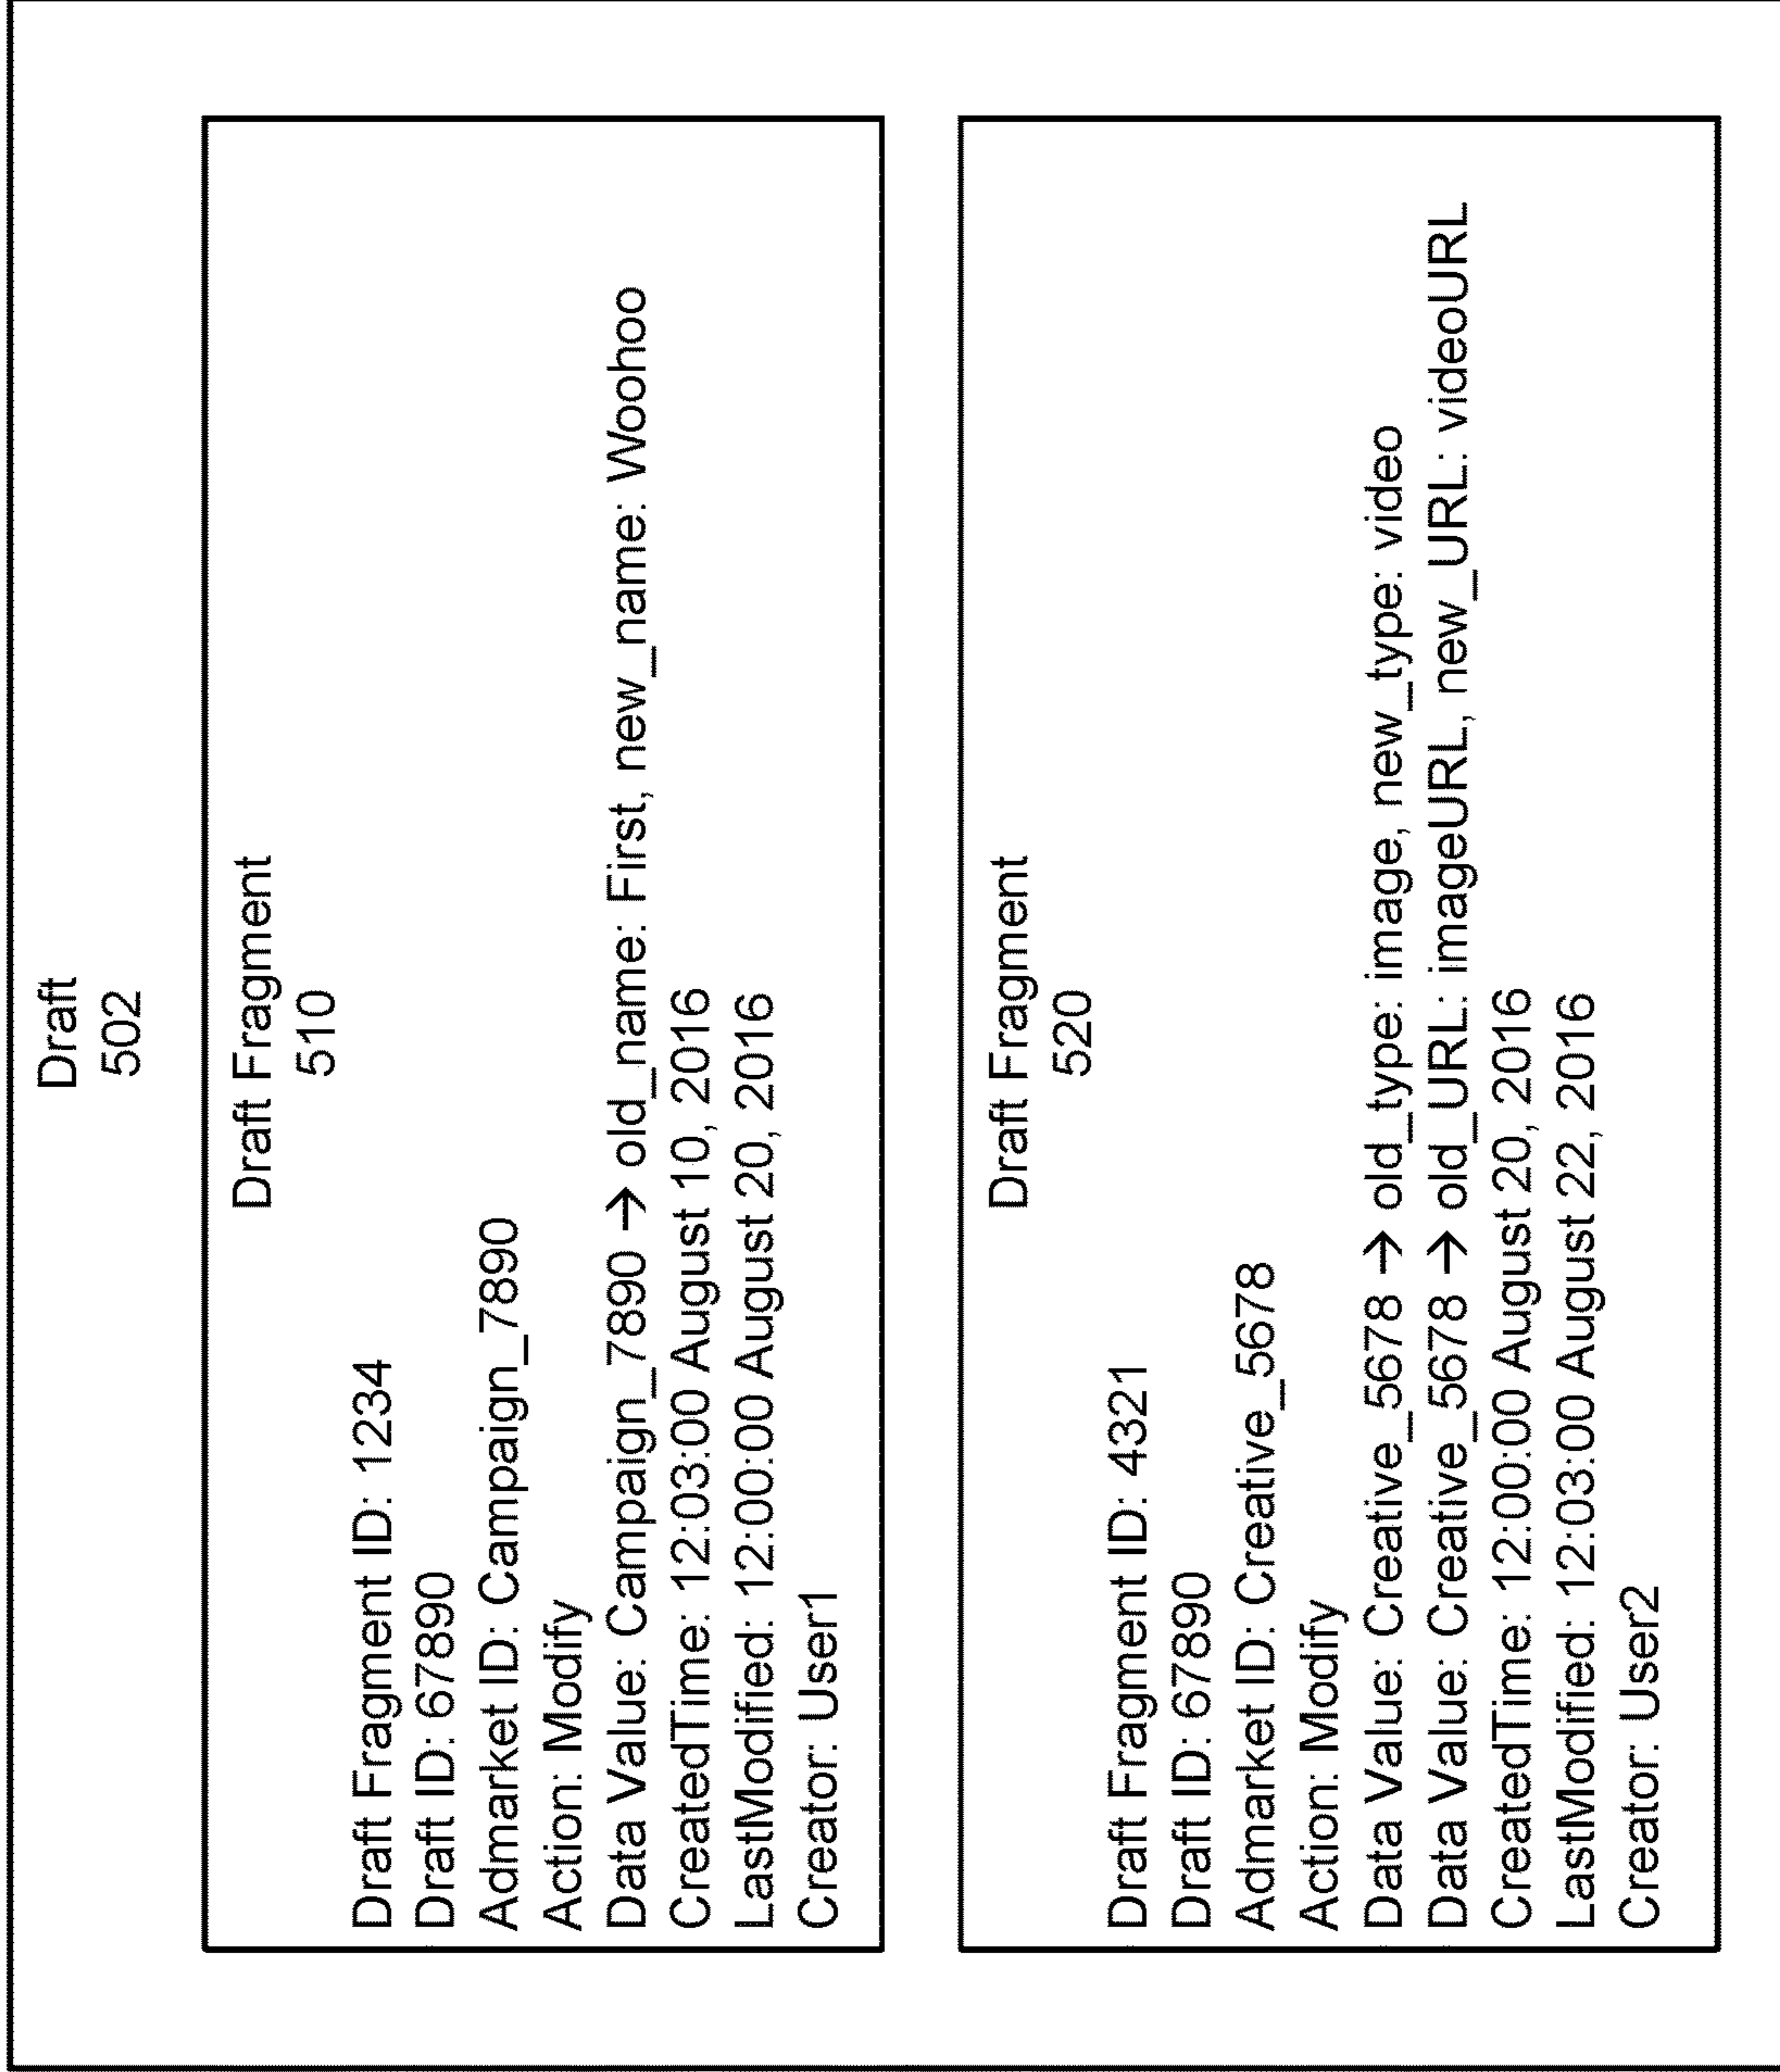 Draft
502
Draft Fragment
510
Draft Fragment ID: 1234
Draft ID: 67890
Admarket ID: Campaign_7890
Action: Modify
Data Value: Campaign_7890 → old_name: First, new_name: Woohoo
CreatedTime: 12:03:00 August 10, 2016
LastModified: 12:00:00 August 20, 2016
Creator: User1
Draft Fragment
520
Draft Fragment ID: 4321
Draft ID: 67890
Admarket ID: Creative_5678
Action: Modify
Data Value: Creative_5678 → old_type: image, new_type: video
Data Value: Creative_5678 → old_URL: imageURL, new_URL: videoURL
CreatedTime: 12:00:00 August 20, 2016
LastModified: 12:03:00 August 22, 2016
Creator: User2